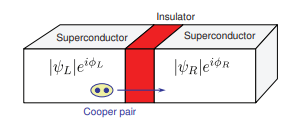 Insulator
Superconductor
Superconductor
|ψ_L|e^{iϕ_L}
|ψ_R|e^{iϕ_R}
Cooper pair